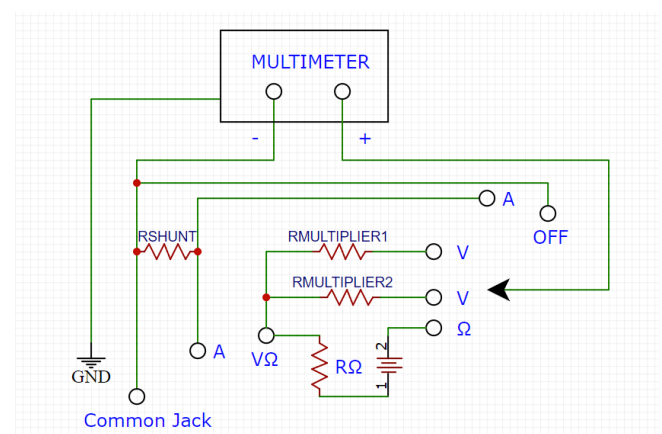 MULTIMETER
- +
A
OFF
RSHUNT
RMULTIPLIER1
V
RMULTIPLIER2
V
Ω
A
VΩ
RΩ
2
1
GND
Common Jack